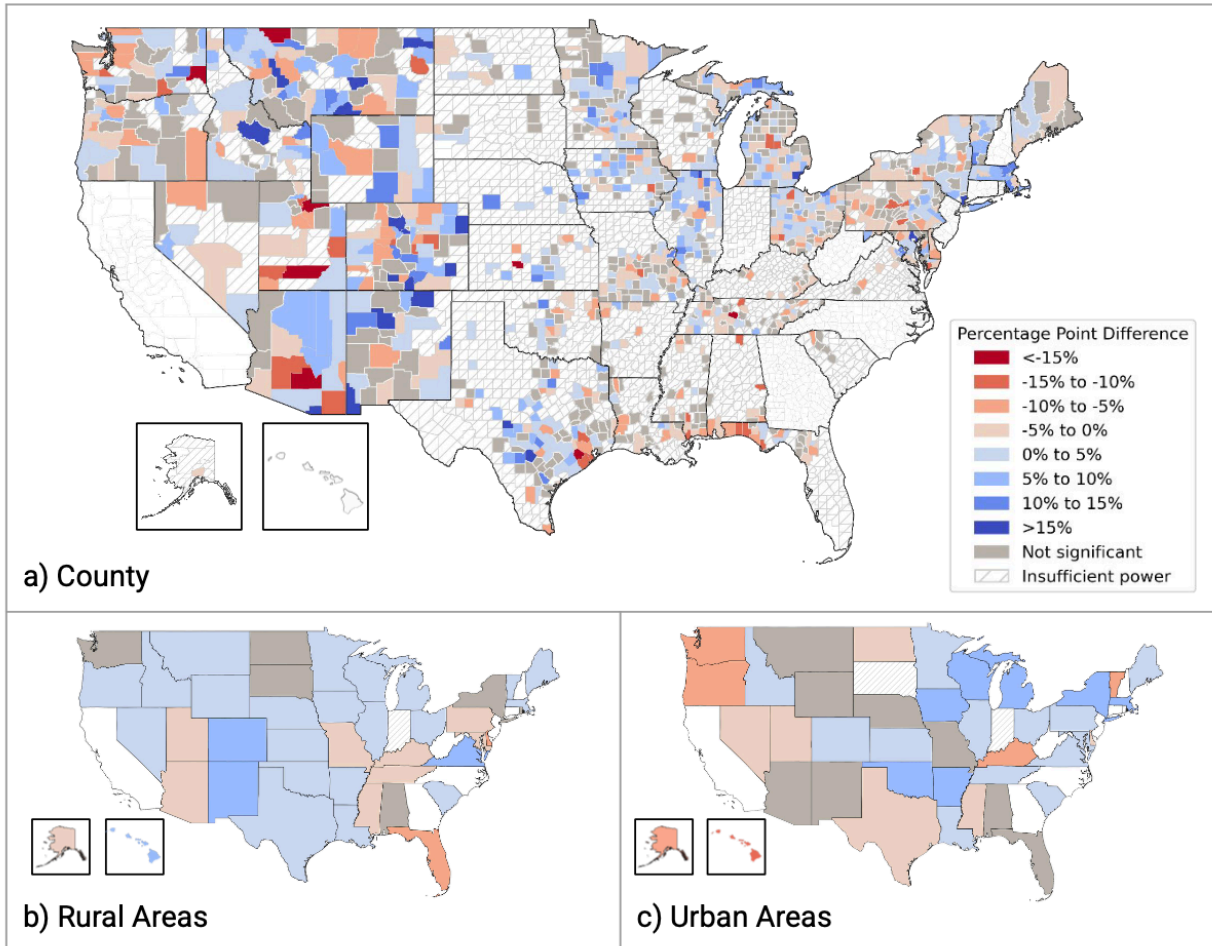 Percentage Point Difference
<-15%
-15% to -10%
-10% to -5%
-5% to 0%
0% to 5%
5% to 10%
10% to 15%
>15%
Not significant
Insufficient power
a) County
b) Rural Areas
c) Urban Areas